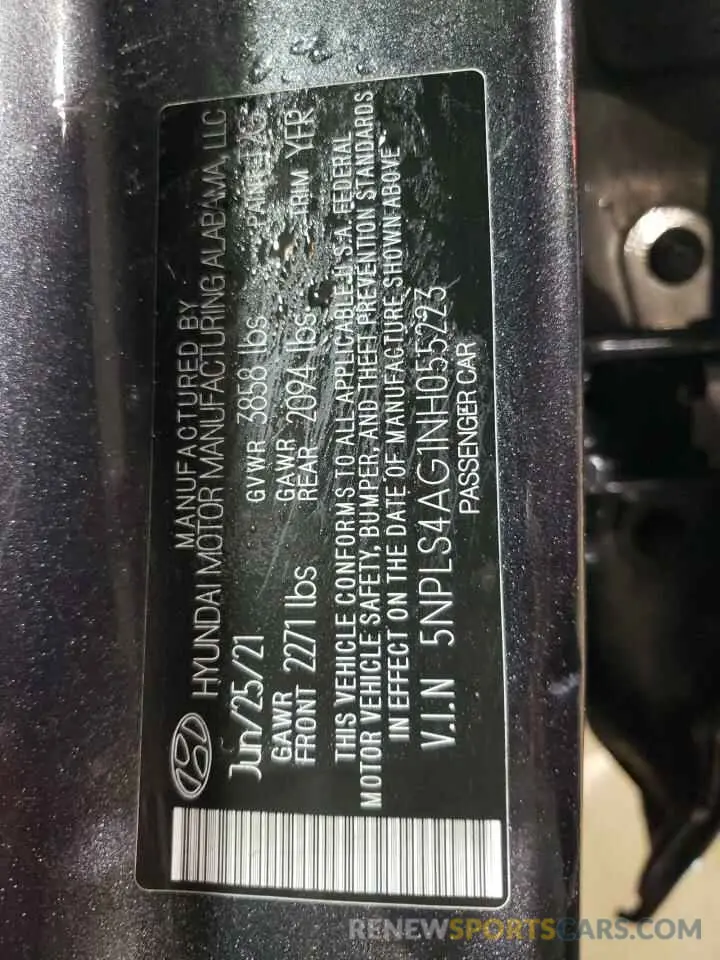 MANUFACTURED BY
HYUNDAI MOTOR MANUFACTURING ALABAMA, LLC
Jun/25/21 GVWR 3858 lbs
GAWR GAWR TRIM YFR
FRONT 2271 lbs REAR 2094 lbs
THIS VEHICLE CONFORMS TO ALL APPLICABLE U.S.A. FEDERAL
MOTOR VEHICLE SAFETY, BUMPER, AND THEFT PREVENTION STANDARDS
IN EFFECT ON THE DATE OF MANUFACTURE SHOWN ABOVE
V.I.N 5NPLS4AG1NH055223
PASSENGER CAR
RENEWSPORTSCARS.COM